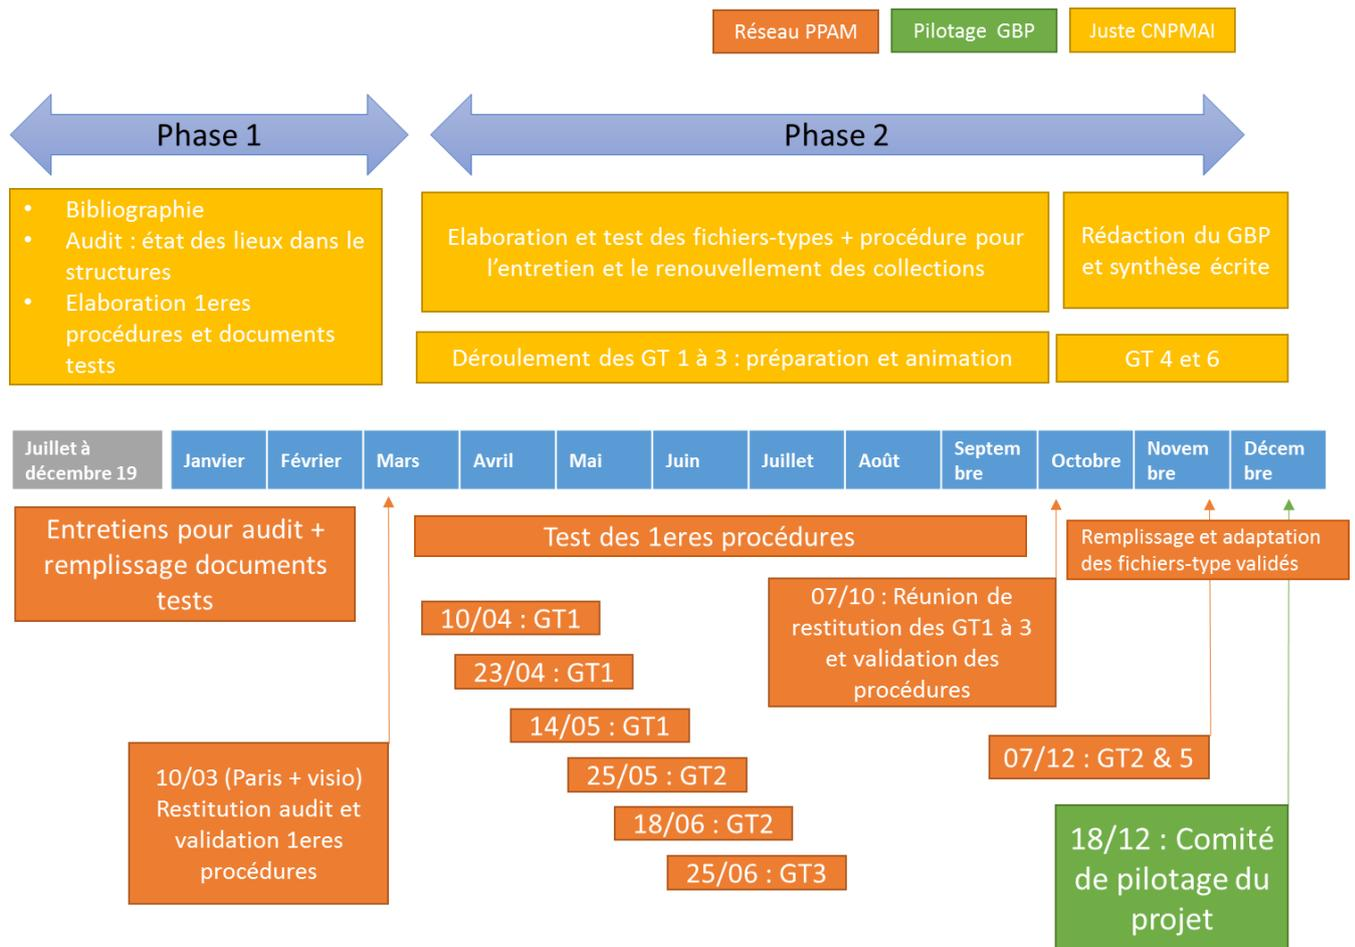 Réseau PPAM
Pilotage GBP
Juste CNPMAI
Phase 1
Phase 2
• Bibliographie
• Audit : état des lieux dans le
structures
• Elaboration 1eres
procédures et documents
tests
Elaboration et test des fichiers-types + procédure pour
l’entretien et le renouvellement des collections
Rédaction du GBP
et synthèse écrite
Déroulement des GT 1 à 3 : préparation et animation
GT 4 et 6
Juillet à
décembre 19
Janvier
Février
Mars
Avril
Mai
Juin
Juillet
Août
Septem
bre
Octobre
Novem
bre
Décem
bre
Entretiens pour audit +
remplissage documents
tests
Test des 1eres procédures
Remplissage et adaptation
des fichiers-type validés
10/04 : GT1
23/04 : GT1
14/05 : GT1
25/05 : GT2
18/06 : GT2
25/06 : GT3
07/10 : Réunion de
restitution des GT1 à 3
et validation des
procédures
07/12 : GT2 & 5
10/03 (Paris + visio)
Restitution audit et
validation 1eres
procédures
18/12 : Comité
de pilotage du
projet